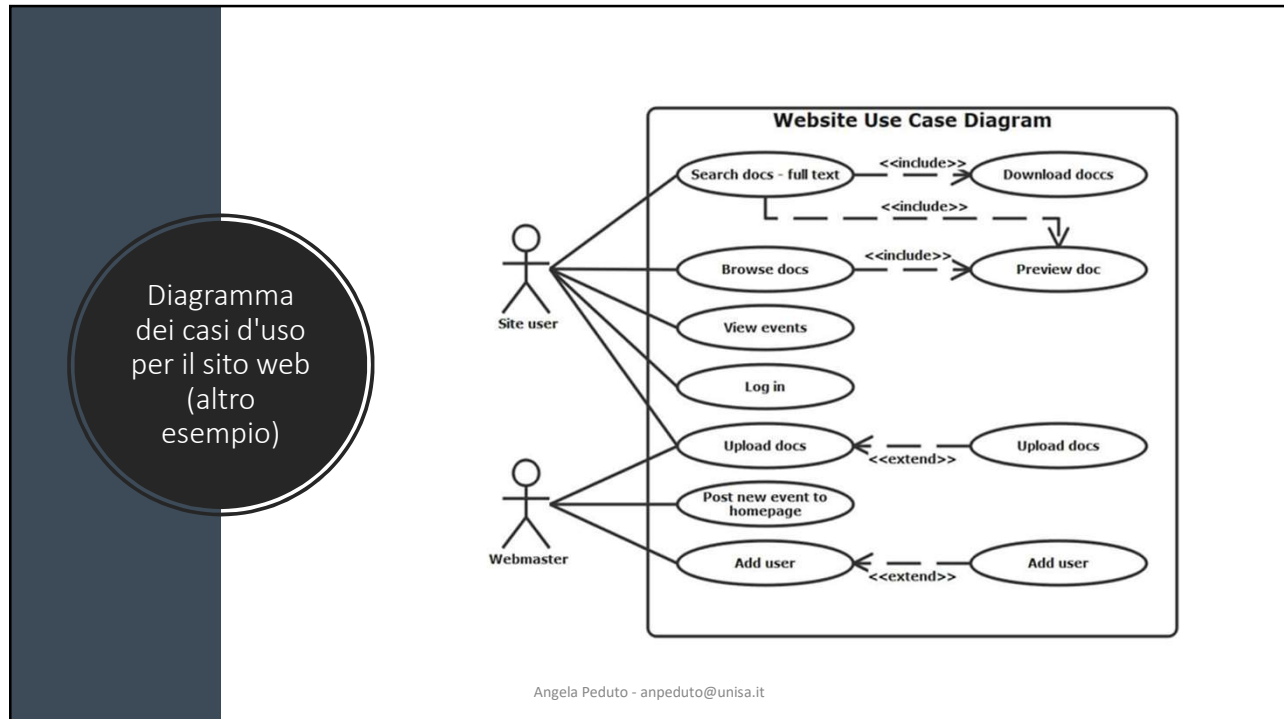 Diagramma
dei casi d'uso
per il sito web
(altro
esempio)
Website Use Case Diagram
Search docs - full text
<<include>>
Download doccs
<<include>>
Browse docs
<<include>>
Preview doc
Site user
View events
Log in
Upload docs
<<extend>>
Upload docs
Post new event to
homepage
Webmaster
Add user
<<extend>>
Add user
Angela Peduto - anpeduto@unisa.it